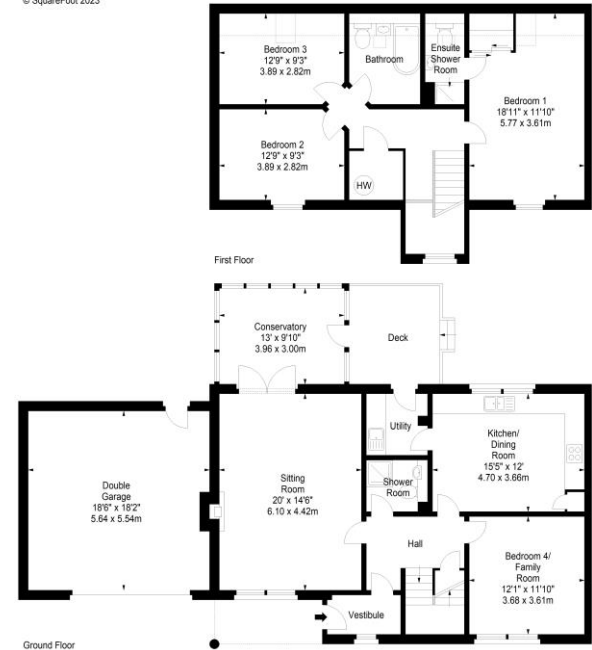 © SquareFoot 2023
Bedroom 3
12'9" x 9'3"
3.89 x 2.82m
Bathroom
Ensuite
Shower
Room
Bedroom 1
18'11" x 11'10"
5.77 x 3.61m
Bedroom 2
12'9" x 9'3"
3.89 x 2.82m
HW
First Floor
Conservatory
13' x 9'10"
3.96 x 3.00m
Deck
Utility
Kitchen/
Dining
Room
15'5" x 12'
4.70 x 3.66m
Double
Garage
18'6" x 18'2"
5.64 x 5.54m
Sitting
Room
20' x 14'6"
6.10 x 4.42m
Shower
Room
Hall
Bedroom 4/
Family
Room
12'1" x 11'10"
3.68 x 3.61m
Vestibule
Ground Floor